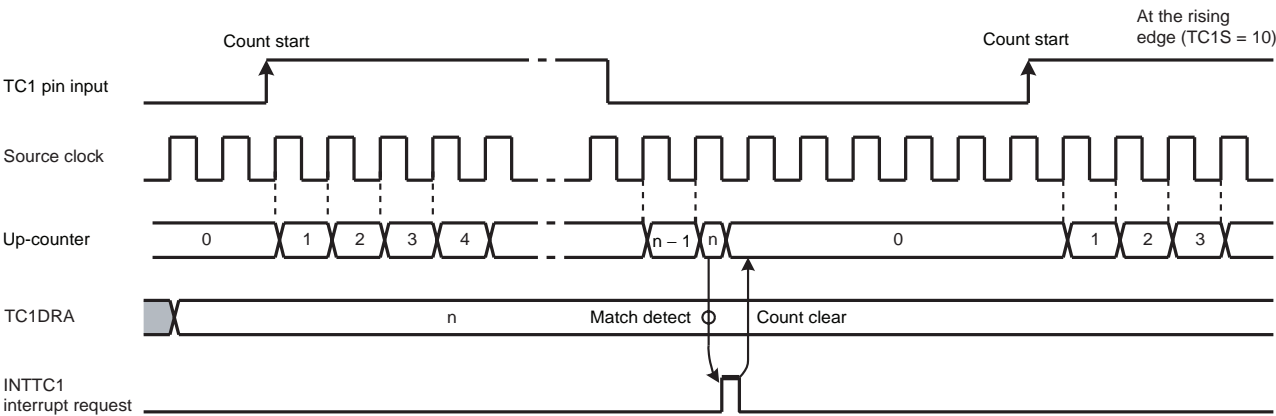 At the rising
edge (TC1S = 10)
Count start
Count start
TC1 pin input
Source clock
Up-counter
0
1
2
3
4
n – 1
n
0
1
2
3
TC1DRA
n
Match detect
Count clear
INTTC1
interrupt request